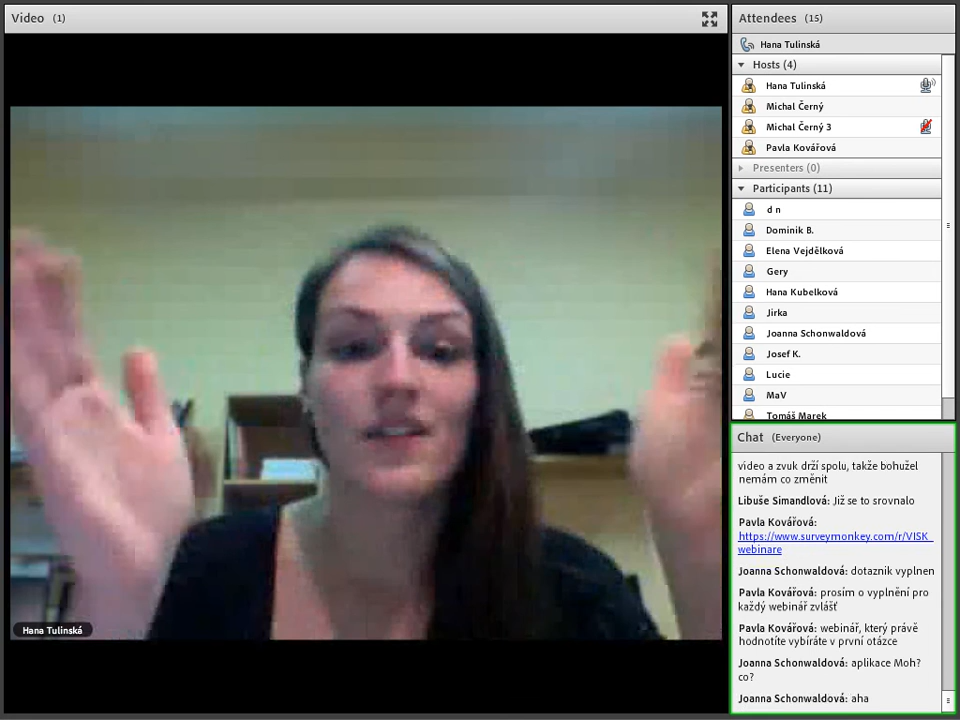 Video (1)
Hana Tulinská
Attendees (15)
Hana Tulinská
Hosts (4)
Hana Tulinská
Michal Černý
Michal Černý 3
Pavla Kovářová
Presenters (0)
Participants (11)
d n
Dominik B.
Elena Vejdělková
Gery
Hana Kubelková
Jirka
Joanna Schonwaldová
Josef K.
Lucie
MaV
Tomáš Marek
Chat (Everyone)
video a zvuk drží spolu, takže bohužel
nemám co změnit
Libuše Simandlová: Již se to srovnalo
Pavla Kovářová:
https://www.surveymonkey.com/r/VISK_
webinare
Joanna Schonwaldová: dotaznik vyplnen
Pavla Kovářová: prosím o vyplnění pro
každý webinář zvlášť
Pavla Kovářová: webinář, který právě
hodnotíte vybíráte v první otázce
Joanna Schonwaldová: aplikace Moh?
co?
Joanna Schonwaldová: aha